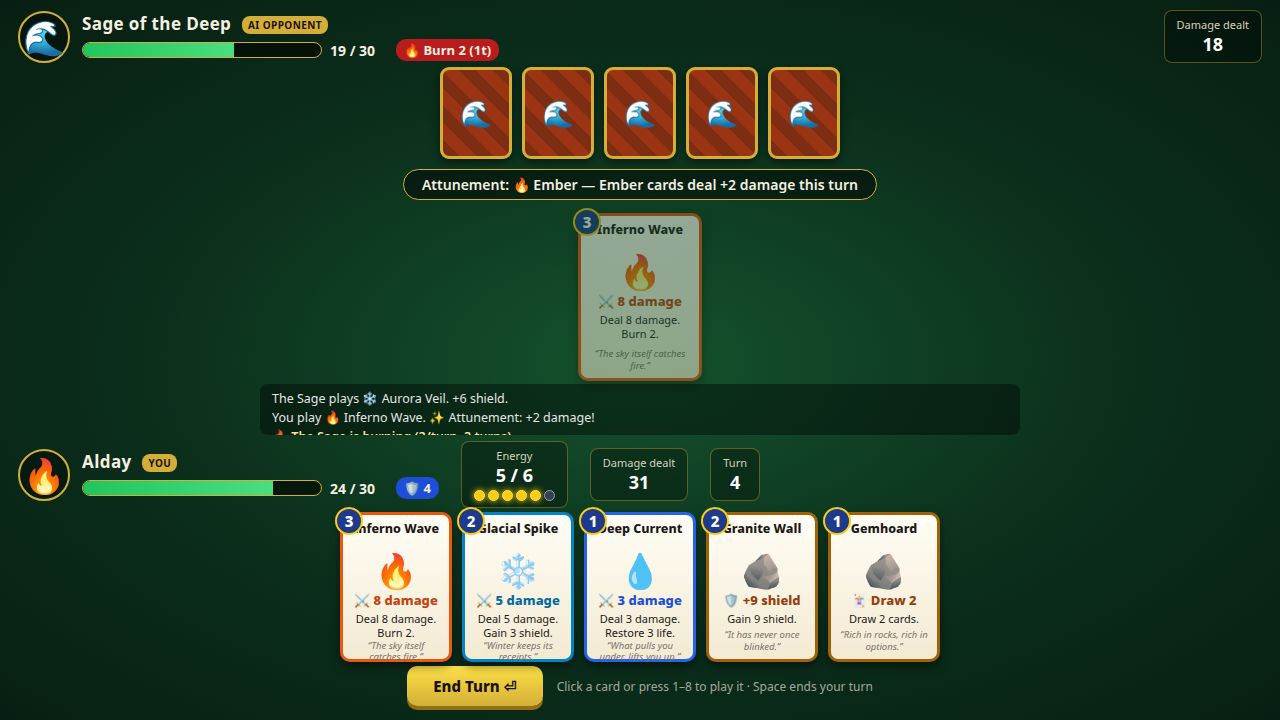 Sage of the Deep AI OPPONENT
19 / 30 Burn 2 (1t)
Damage dealt
18
Attunement: Ember — Ember cards deal +2 damage this turn
3
Inferno Wave
8 damage
Deal 8 damage.
Burn 2.
“The sky itself catches
fire.”
The Sage plays Aurora Veil. +6 shield.
You play Inferno Wave. Attunement: +2 damage!
Alday YOU
24 / 30 4
Energy
5 / 6
Damage dealt
31
Turn
4
3
Inferno Wave
8 damage
Deal 8 damage.
Burn 2.
“The sky itself
catches fire.”
2
Glacial Spike
5 damage
Deal 5 damage.
Gain 3 shield.
“Winter keeps its
receipts.”
1
Deep Current
3 damage
Deal 3 damage.
Restore 3 life.
“What pulls you
under, lifts you up.”
2
Granite Wall
+9 shield
Gain 9 shield.
“It has never once
blinked.”
1
Gemhoard
Draw 2
Draw 2 cards.
“Rich in rocks, rich in
options.”
End Turn ⏎
Click a card or press 1–8 to play it · Space ends your turn